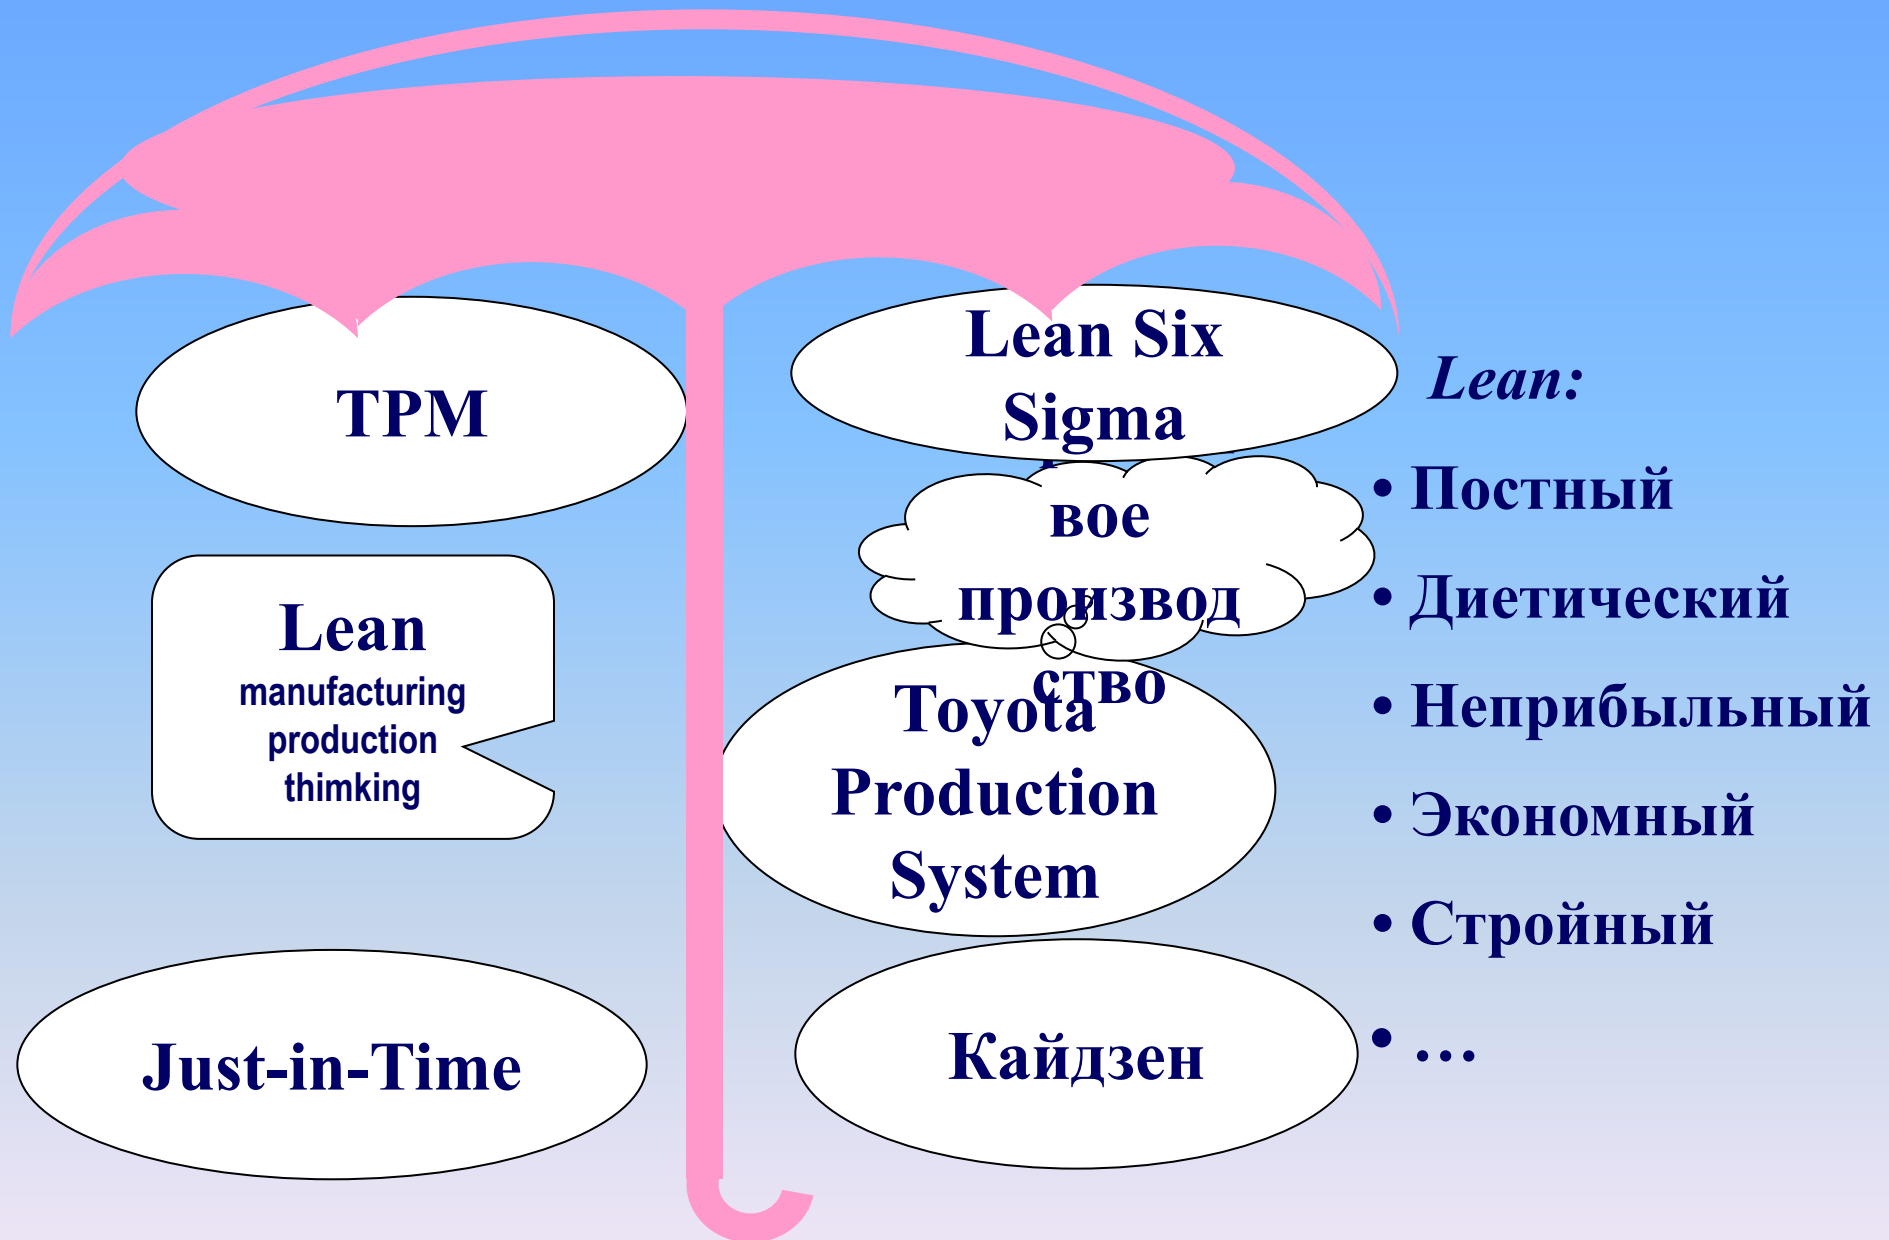 TPM
Lean
manufacturing
production
thimking
Just-in-Time
Lean Six
Sigma
вое
производ
ство
Toyota
Production
System
Кайдзен
Lean:
• Постный
• Диетический
• Неприбыльный
• Экономный
• Стройный
• …